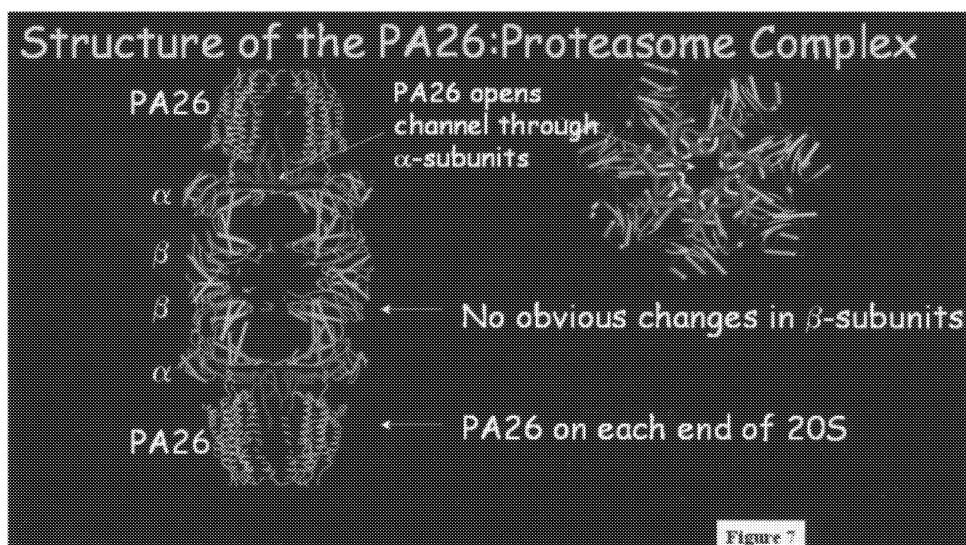 Structure of the PA26:Proteasome Complex
PA26
PA26 opens
channel through
α-subunits
α
β
β
No obvious changes in β-subunits
α
PA26
PA26 on each end of 20S
Figure 7